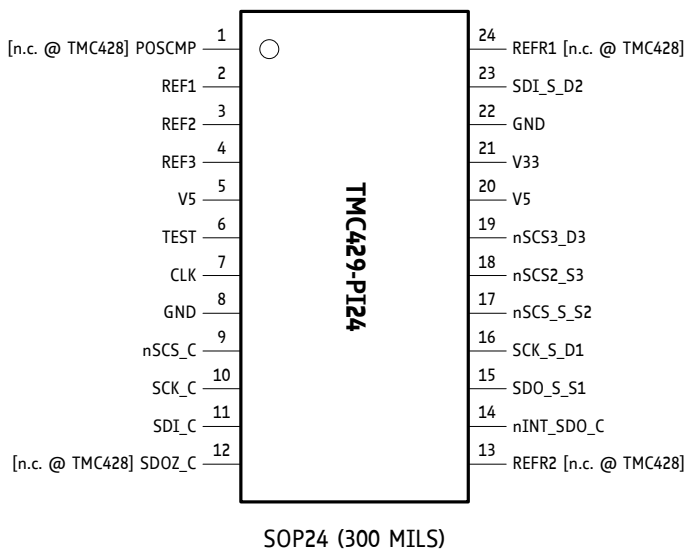 1 24
[n.c. @ TMC428] POSCMP REFR1 [n.c. @ TMC428]
2 23
REF1 SDI_S_D2
3 22
REF2 GND
4 21
REF3 V33
5 20
V5 V5
6 19
TEST nSCS3_D3
7 18
CLK nSCS2_S3
8 17
GND nSCS_S_S2
9 16
nSCS_C SCK_S_D1
10 15
SCK_C SDO_S_S1
11 14
SDI_C nINT_SDO_C
12 13
[n.c. @ TMC428] SDOZ_C REFR2 [n.c. @ TMC428]
TMC429-PI24
SOP24 (300 MILS)